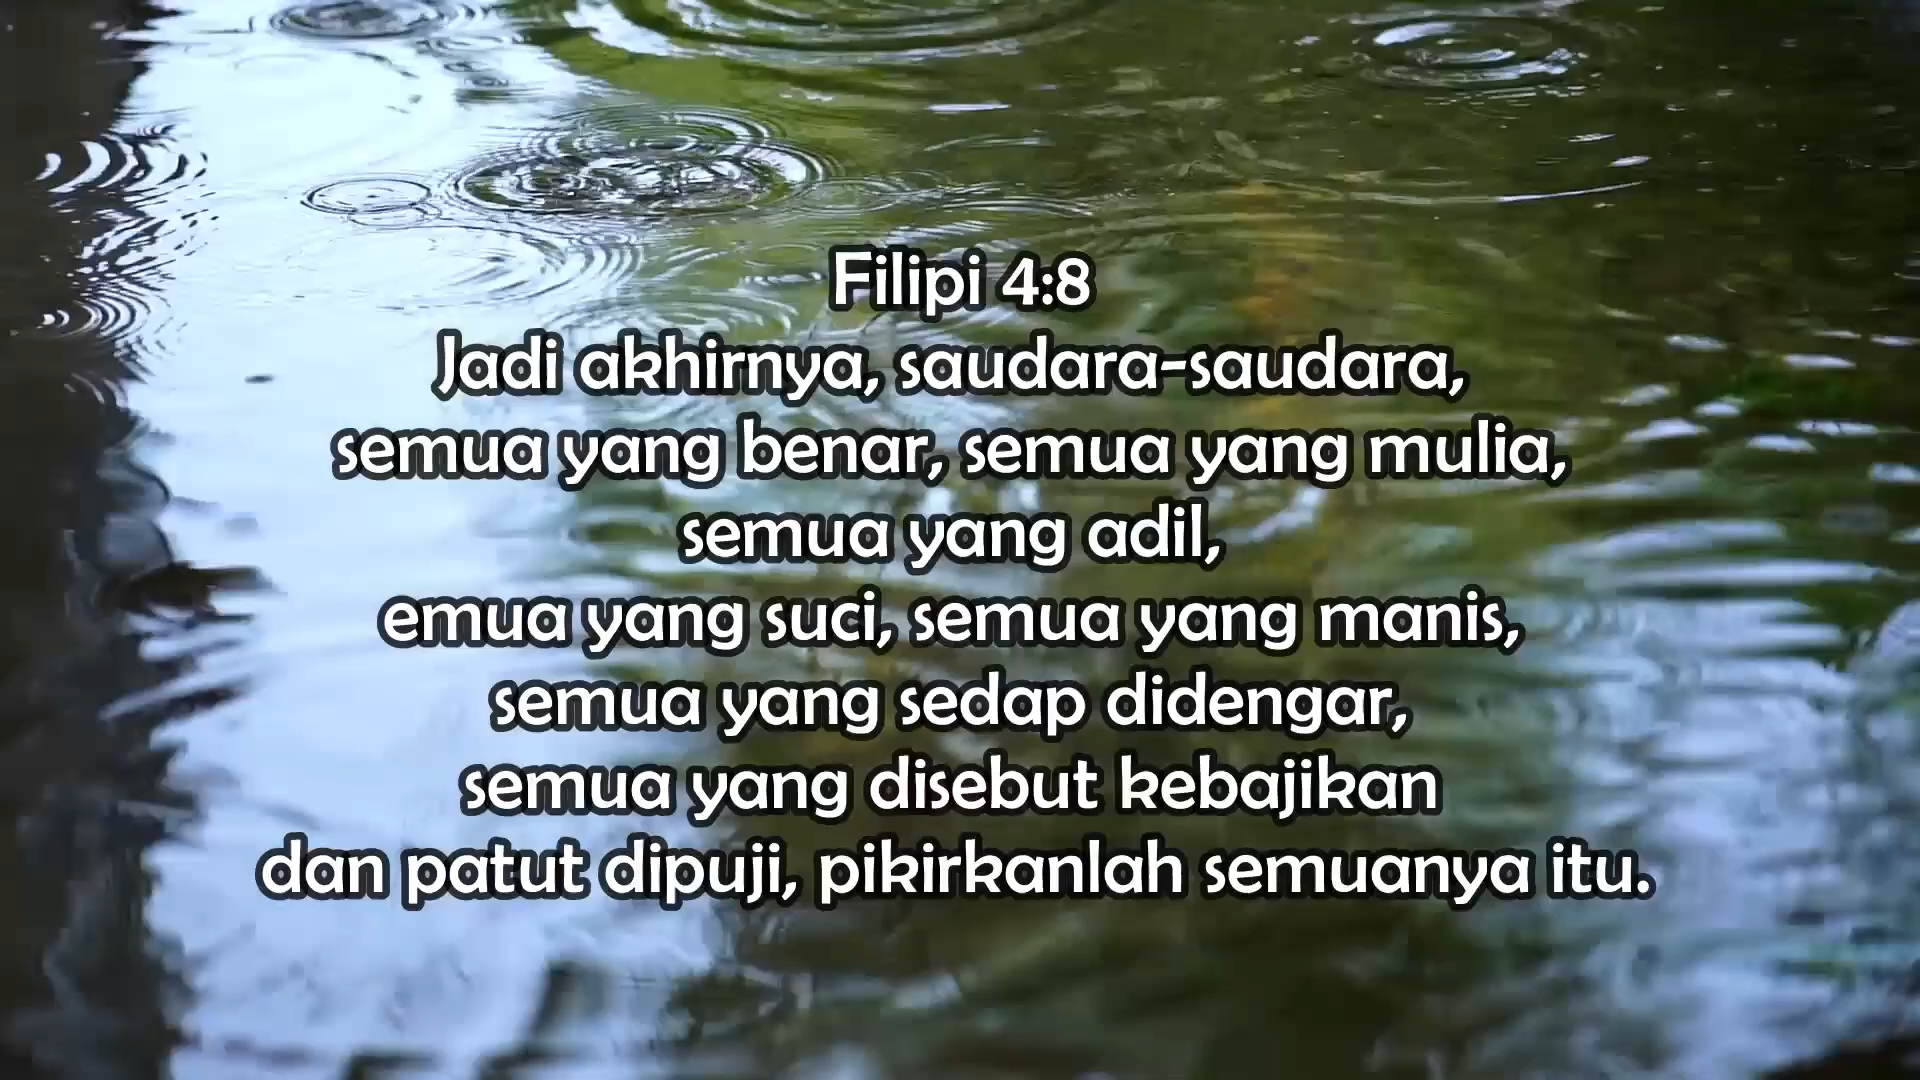 Filipi 4:8
Jadi akhirnya, saudara-saudara,
semua yang benar, semua yang mulia,
semua yang adil,
emua yang suci, semua yang manis,
semua yang sedap didengar,
semua yang disebut kebajikan
dan patut dipuji, pikirkanlah semuanya itu.